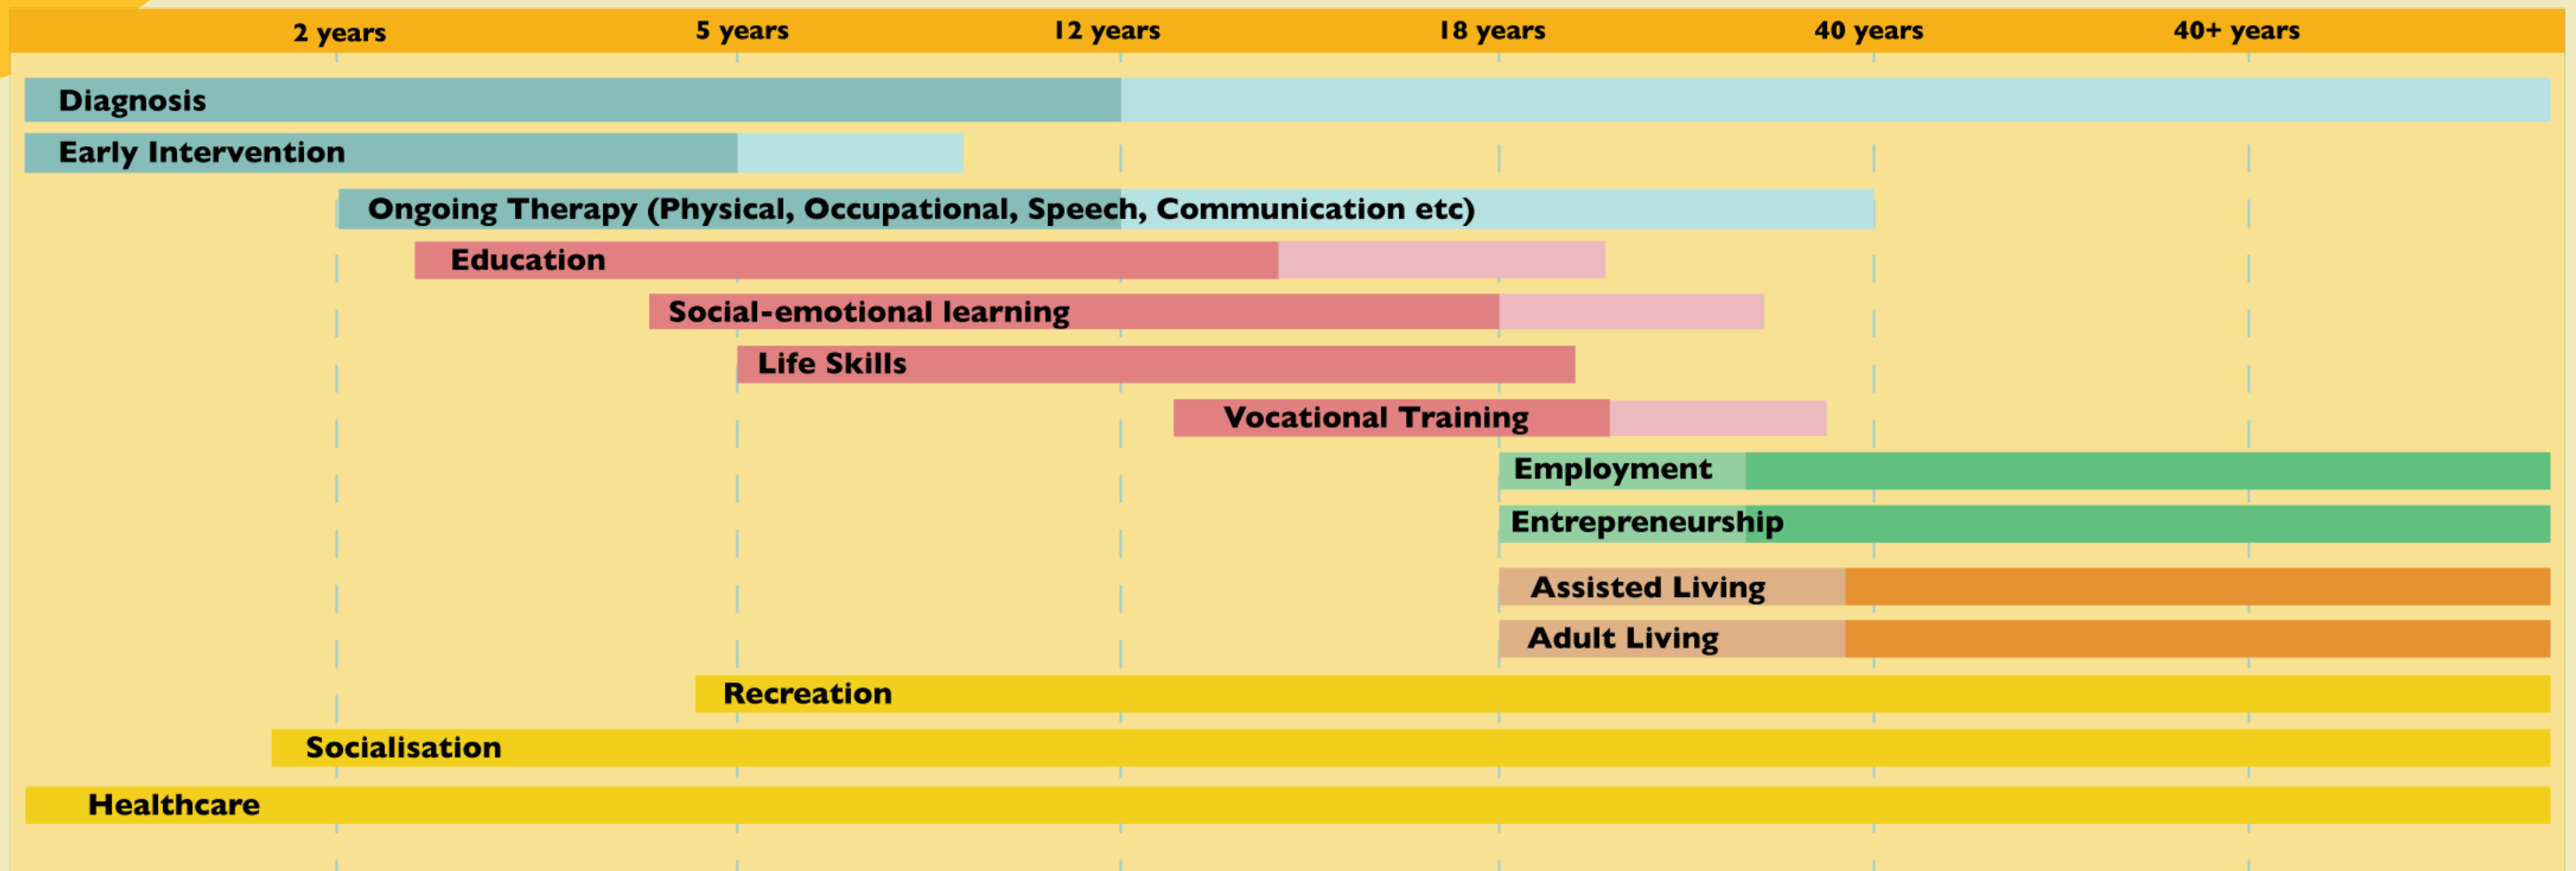 2 years 5 years 12 years 18 years 40 years 40+ years
Diagnosis
Early Intervention
Ongoing Therapy (Physical, Occupational, Speech, Communication etc)
Education
Social-emotional learning
Life Skills
Vocational Training
Employment
Entrepreneurship
Assisted Living
Adult Living
Recreation
Socialisation
Healthcare